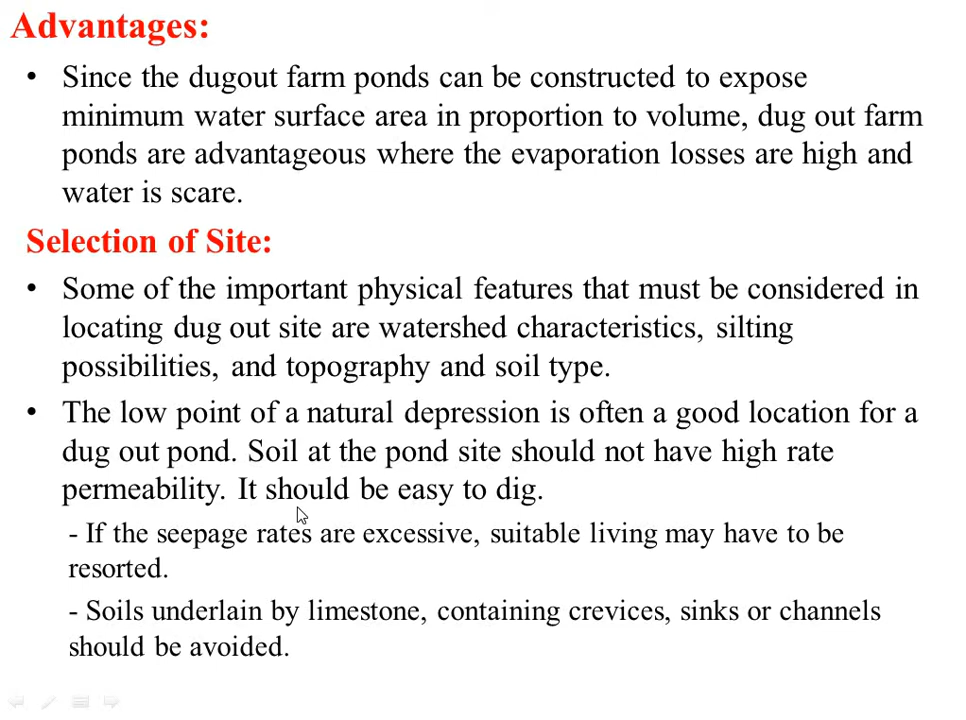 Advantages:
• Since the dugout farm ponds can be constructed to expose
minimum water surface area in proportion to volume, dug out farm
ponds are advantageous where the evaporation losses are high and
water is scare.
Selection of Site:
• Some of the important physical features that must be considered in
locating dug out site are watershed characteristics, silting
possibilities, and topography and soil type.
• The low point of a natural depression is often a good location for a
dug out pond. Soil at the pond site should not have high rate
permeability. It should be easy to dig.
- If the seepage rates are excessive, suitable living may have to be
resorted.
- Soils underlain by limestone, containing crevices, sinks or channels
should be avoided.